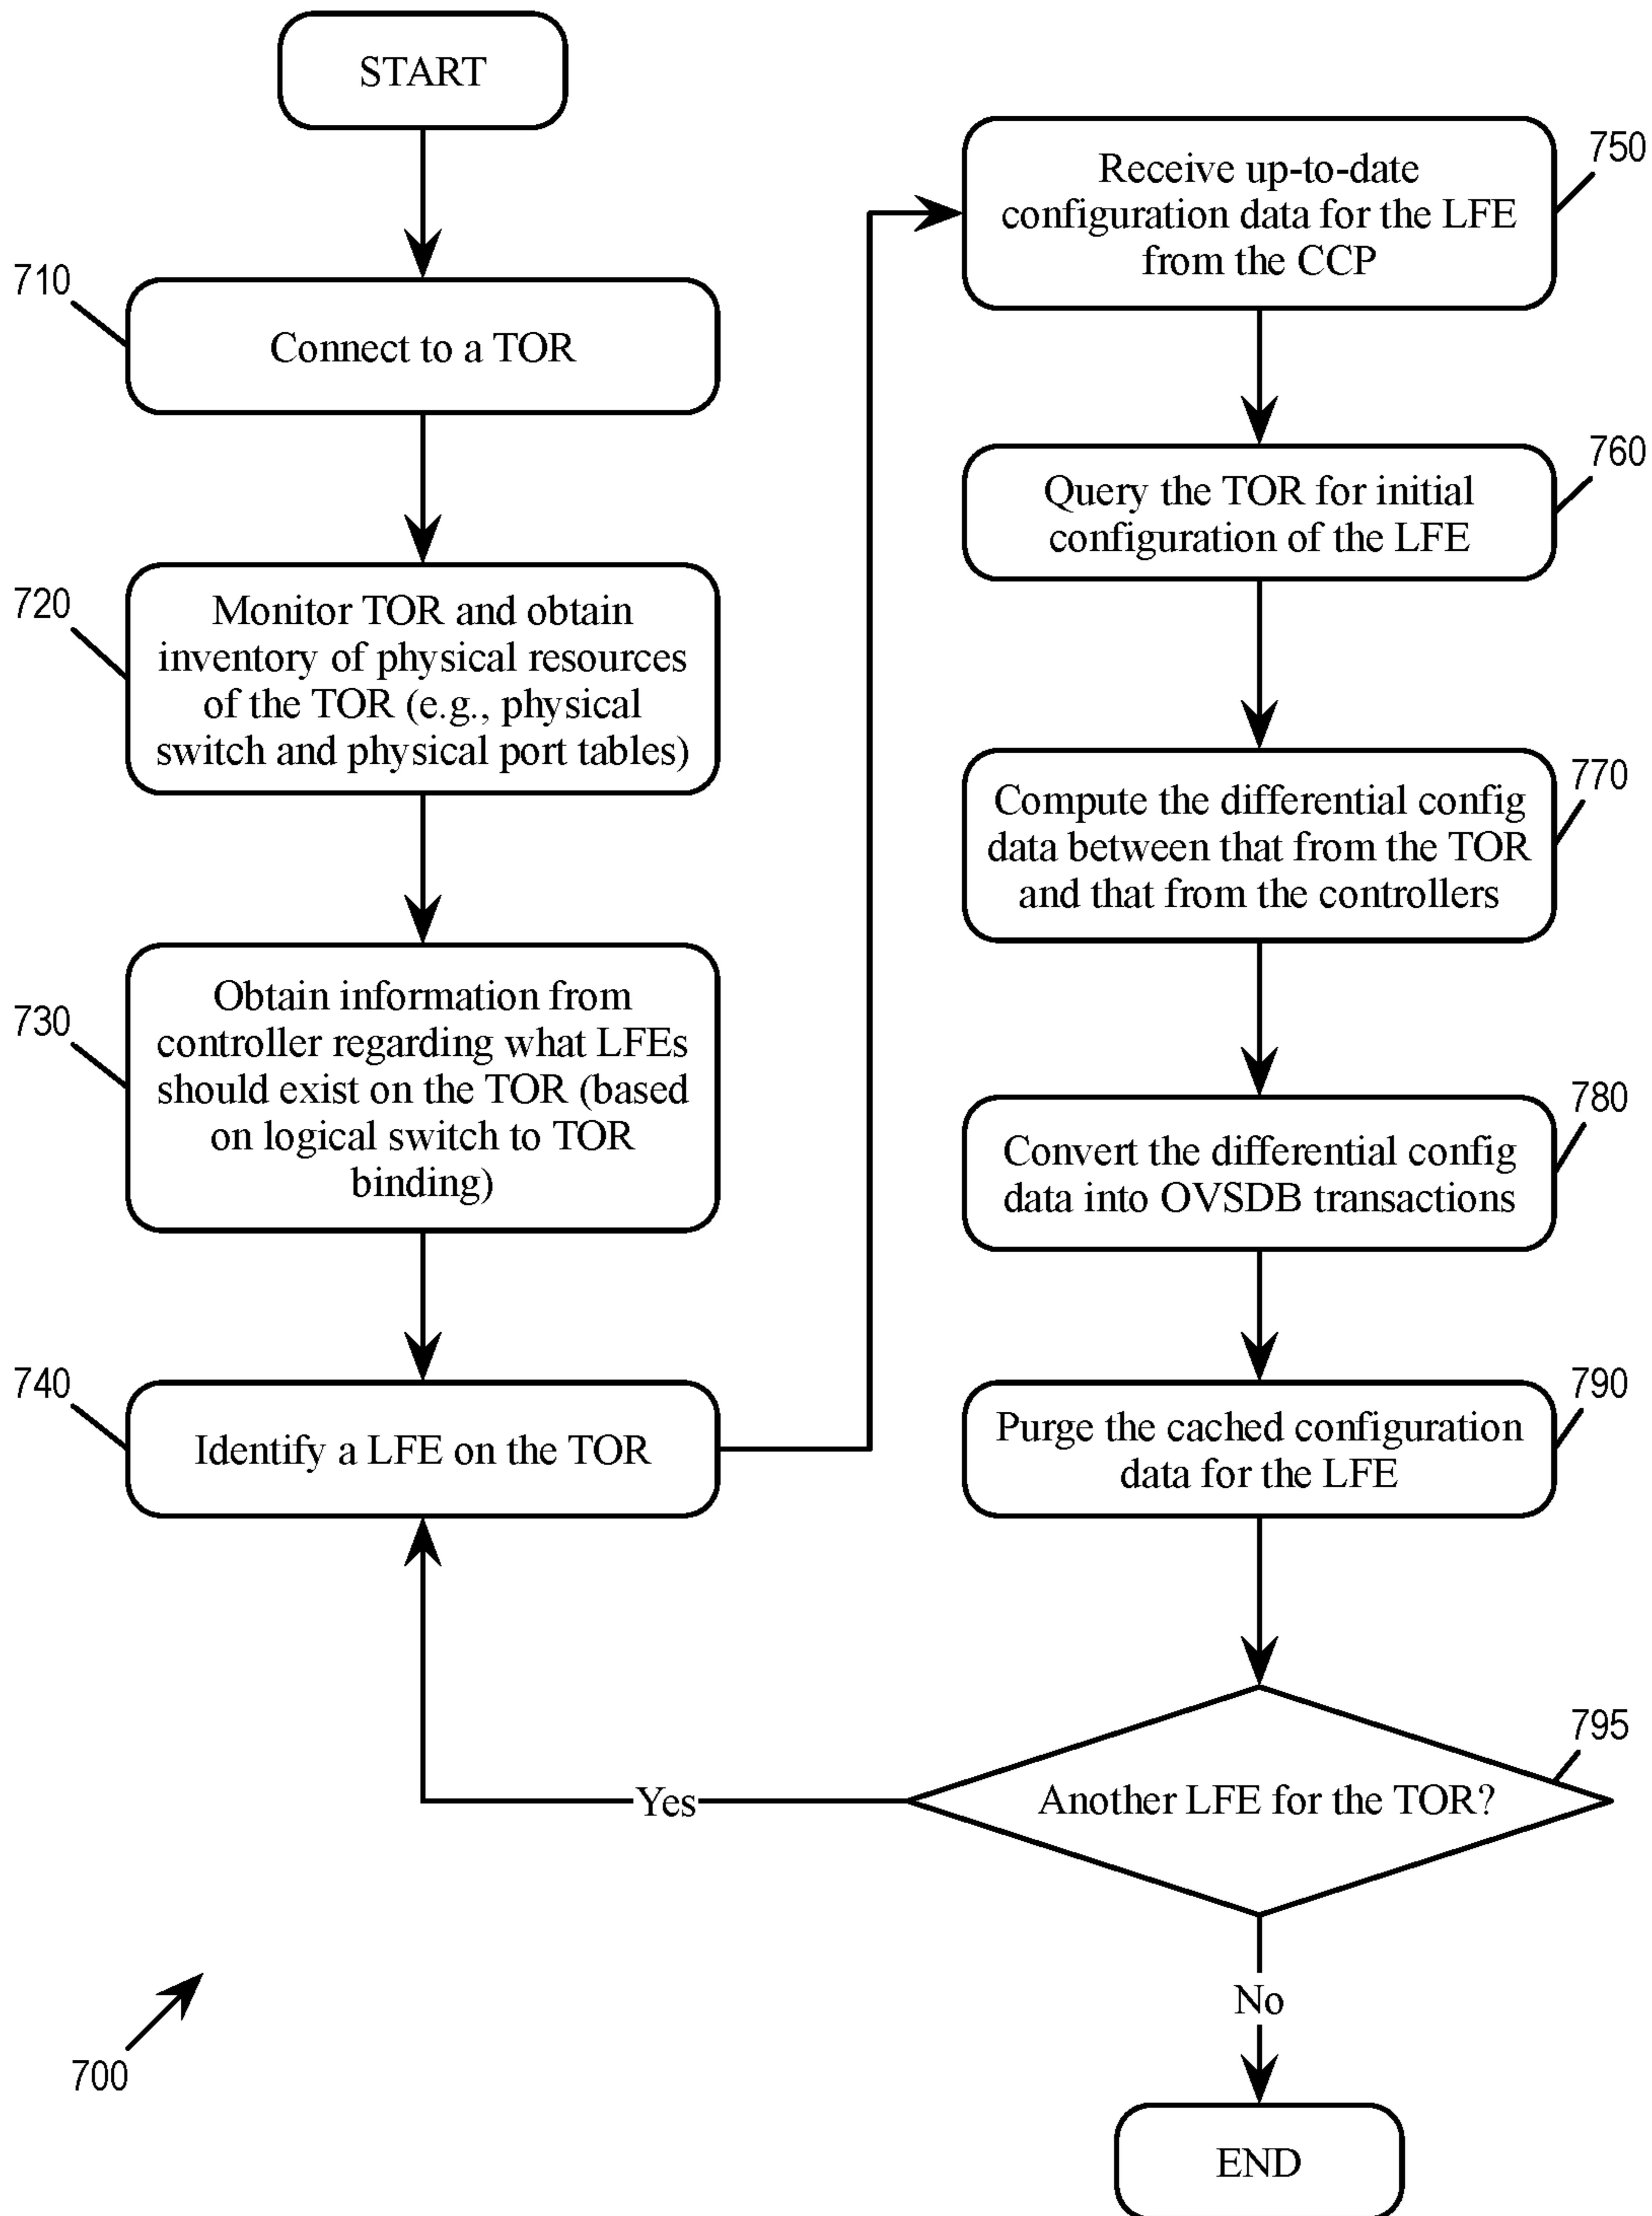 START
710
Connect to a TOR
720
Monitor TOR and obtain
inventory of physical resources
of the TOR (e.g., physical
switch and physical port tables)
730
Obtain information from
controller regarding what LFEs
should exist on the TOR (based
on logical switch to TOR
binding)
740
Identify a LFE on the TOR
750
Receive up-to-date
configuration data for the LFE
from the CCP
760
Query the TOR for initial
configuration of the LFE
770
Compute the differential config
data between that from the TOR
and that from the controllers
780
Convert the differential config
data into OVSDB transactions
790
Purge the cached configuration
data for the LFE
795
Another LFE for the TOR?
Yes
No
END
700